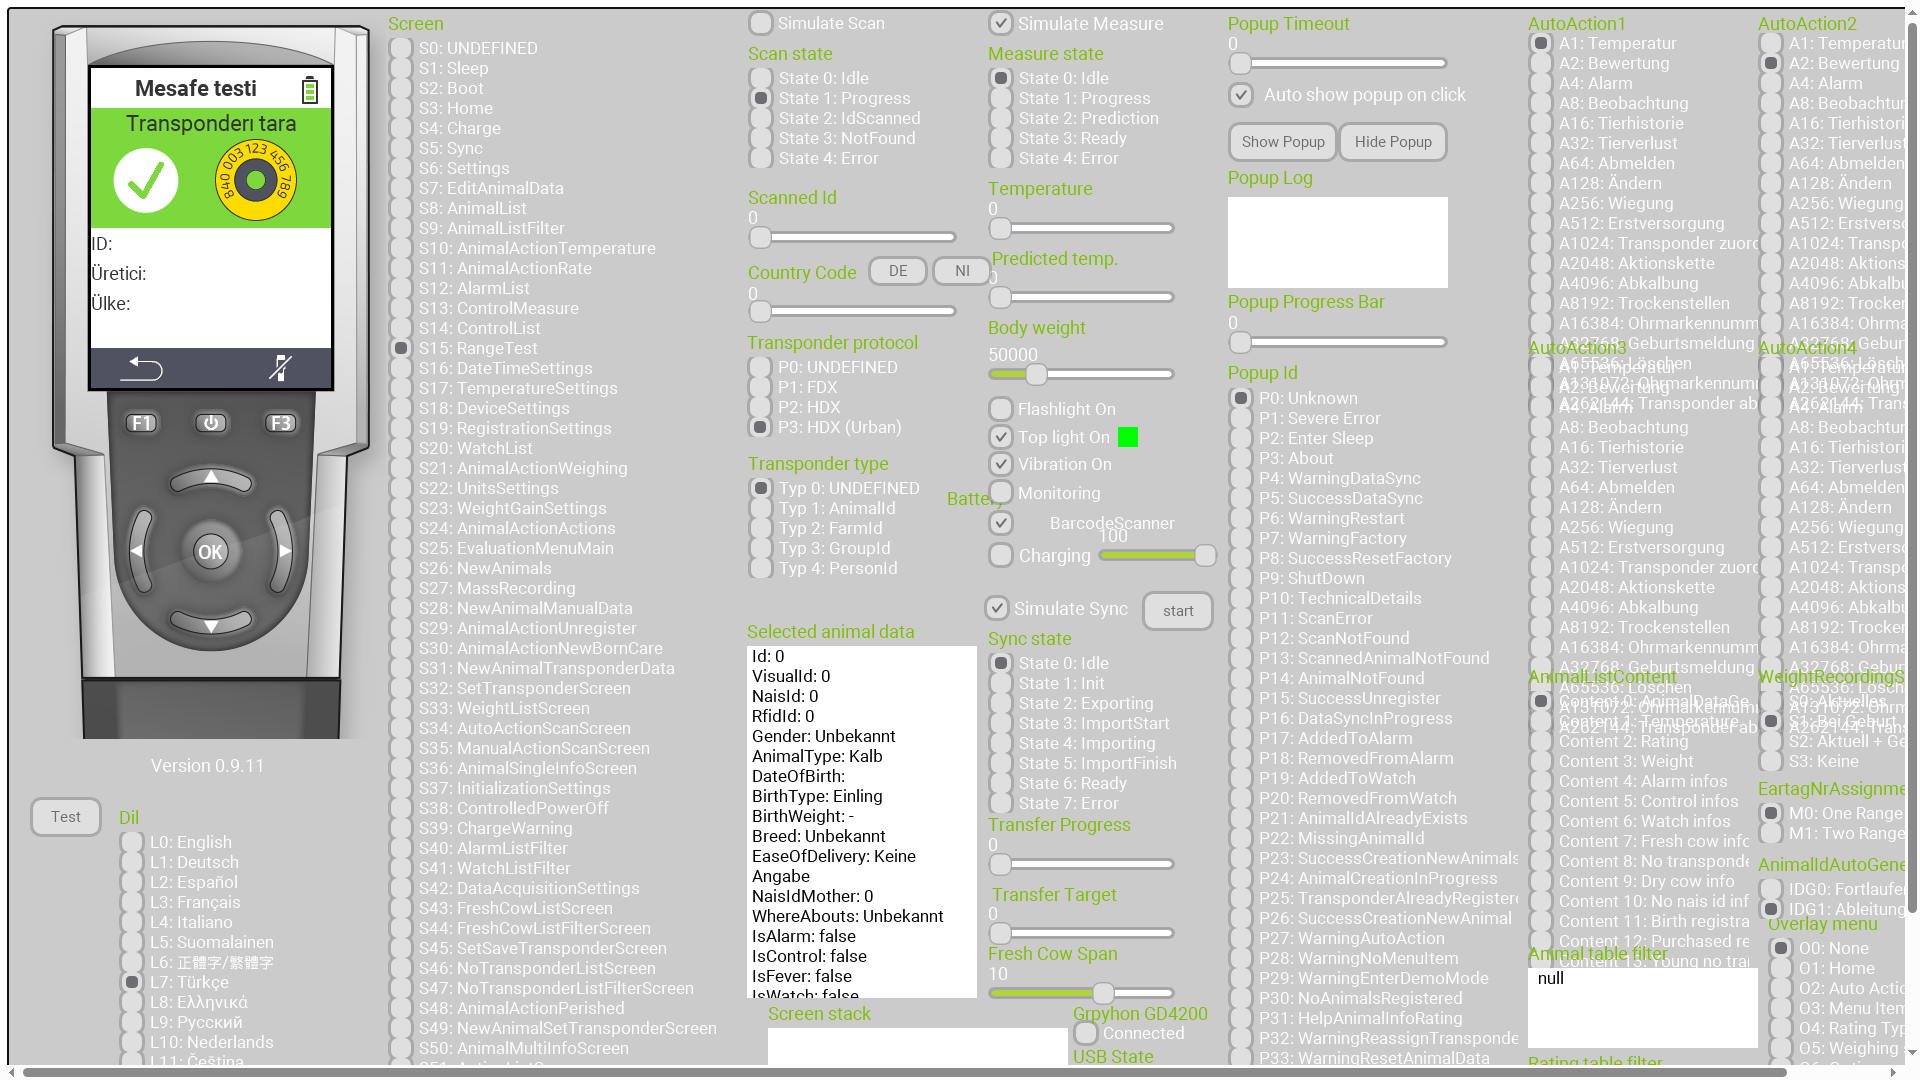 Mesafe testi
Transponderı tara
840 003 123 456 789
ID:
Üretici:
Ülke:
F1
F3
OK
Version 0.9.11
Test
Dil
L0: English
L1: Deutsch
L2: Español
L3: Français
L4: Italiano
L5: Suomalainen
L6: 正體字/繁體字
L7: Türkçe
L8: Ελληνικά
L9: Русский
L10: Nederlands
L11: Čeština
Screen
S0: UNDEFINED
S1: Sleep
S2: Boot
S3: Home
S4: Charge
S5: Sync
S6: Settings
S7: EditAnimalData
S8: AnimalList
S9: AnimalListFilter
S10: AnimalActionTemperature
S11: AnimalActionRate
S12: AlarmList
S13: ControlMeasure
S14: ControlList
S15: RangeTest
S16: DateTimeSettings
S17: TemperatureSettings
S18: DeviceSettings
S19: RegistrationSettings
S20: WatchList
S21: AnimalActionWeighing
S22: UnitsSettings
S23: WeightGainSettings
S24: AnimalActionActions
S25: EvaluationMenuMain
S26: NewAnimals
S27: MassRecording
S28: NewAnimalManualData
S29: AnimalActionUnregister
S30: AnimalActionNewBornCare
S31: NewAnimalTransponderData
S32: SetTransponderScreen
S33: WeightListScreen
S34: AutoActionScanScreen
S35: ManualActionScanScreen
S36: AnimalSingleInfoScreen
S37: InitializationSettings
S38: ControlledPowerOff
S39: ChargeWarning
S40: AlarmListFilter
S41: WatchListFilter
S42: DataAcquisitionSettings
S43: FreshCowListScreen
S44: FreshCowListFilterScreen
S45: SetSaveTransponderScreen
S46: NoTransponderListScreen
S47: NoTransponderListFilterScreen
S48: AnimalActionPerished
S49: NewAnimalSetTransponderScreen
S50: AnimalMultiInfoScreen
Simulate Scan
Scan state
State 0: Idle
State 1: Progress
State 2: IdScanned
State 3: NotFound
State 4: Error
Scanned Id
0
Country Code
DE
NI
0
Transponder protocol
P0: UNDEFINED
P1: FDX
P2: HDX
P3: HDX (Urban)
Transponder type
Typ 0: UNDEFINED
Typ 1: AnimalId
Typ 2: FarmId
Typ 3: GroupId
Typ 4: PersonId
Selected animal data
Id: 0
VisualId: 0
NaisId: 0
RfidId: 0
Gender: Unbekannt
AnimalType: Kalb
DateOfBirth:
BirthType: Einling
BirthWeight: -
Breed: Unbekannt
EaseOfDelivery: Keine
Angabe
NaisIdMother: 0
WhereAbouts: Unbekannt
IsAlarm: false
IsControl: false
IsFever: false
IsWatch: false
Screen stack
Simulate Measure
Measure state
State 0: Idle
State 1: Progress
State 2: Prediction
State 3: Ready
State 4: Error
Temperature
0
Predicted temp.
0
Body weight
50000
Flashlight On
Top light On
Vibration On
Monitoring
Battery
BarcodeScanner
100
Charging
Simulate Sync
start
Sync state
State 0: Idle
State 1: Init
State 2: Exporting
State 3: ImportStart
State 4: Importing
State 5: ImportFinish
State 6: Ready
State 7: Error
Transfer Progress
0
Transfer Target
0
Fresh Cow Span
10
Grpyhon GD4200
Connected
USB State
Popup Timeout
0
Auto show popup on click
Show Popup
Hide Popup
Popup Log
Popup Progress Bar
0
Popup Id
P0: Unknown
P1: Severe Error
P2: Enter Sleep
P3: About
P4: WarningDataSync
P5: SuccessDataSync
P6: WarningRestart
P7: WarningFactory
P8: SuccessResetFactory
P9: ShutDown
P10: TechnicalDetails
P11: ScanError
P12: ScanNotFound
P13: ScannedAnimalNotFound
P14: AnimalNotFound
P15: SuccessUnregister
P16: DataSyncInProgress
P17: AddedToAlarm
P18: RemovedFromAlarm
P19: AddedToWatch
P20: RemovedFromWatch
P21: AnimalIdAlreadyExists
P22: MissingAnimalId
P23: SuccessCreationNewAnimals
P24: AnimalCreationInProgress
P25: TransponderAlreadyRegistere
P26: SuccessCreationNewAnimal
P27: WarningAutoAction
P28: WarningNoMenuItem
P29: WarningEnterDemoMode
P30: NoAnimalsRegistered
P31: HelpAnimalInfoRating
P32: WarningReassignTransponde
P33: WarningResetAnimalData
AutoAction1
A1: Temperatur
A2: Bewertung
A4: Alarm
A8: Beobachtung
A16: Tierhistorie
A32: Tierverlust
A64: Abmelden
A128: Ändern
A256: Wiegung
A512: Erstversorgung
A1024: Transponder zuord
A2048: Aktionskette
A4096: Abkalbung
A8192: Trockenstellen
A16384: Ohrmarkennumm
A32768: Geburtsmeldung
A65536: Löschen
A131072: Ohrmarkennum
A262144: Transponder ab
AutoAction3
A1: Temperatur
A2: Bewertung
A4: Alarm
A8: Beobachtung
A16: Tierhistorie
A32: Tierverlust
A64: Abmelden
A128: Ändern
A256: Wiegung
A512: Erstversorgung
A1024: Transponder zuord
A2048: Aktionskette
A4096: Abkalbung
A8192: Trockenstellen
A16384: Ohrmarkennumm
A32768: Geburtsmeldung
A65536: Löschen
A131072: Ohrmarkennum
A262144: Transponder ab
AnimalListContent
Content 0: AnimalDataGe
Content 1: Temperature
Content 2: Rating
Content 3: Weight
Content 4: Alarm infos
Content 5: Control infos
Content 6: Watch infos
Content 7: Fresh cow info
Content 8: No transponde
Content 9: Dry cow info
Content 10: No nais id inf
Content 11: Birth registra
Content 12: Purchased re
Content 13: Young no tran
Animal table filter
null
Rating table filter
AutoAction2
A1: Temperatur
A2: Bewertung
A4: Alarm
A8: Beobachtur
A16: Tierhistori
A32: Tierverlus
A64: Abmelden
A128: Ändern
A256: Wiegung
A512: Erstverso
A1024: Transpo
A2048: Aktions
A4096: Abkalbu
A8192: Trocker
A16384: Ohrma
A32768: Gebur
A65536: Lösch
A131072: Ohrm
A262144: Trans
AutoAction4
A1: Temperatur
A2: Bewertung
A4: Alarm
A8: Beobachtur
A16: Tierhistori
A32: Tierverlus
A64: Abmelden
A128: Ändern
A256: Wiegung
A512: Erstverso
A1024: Transpo
A2048: Aktions
A4096: Abkalbu
A8192: Trocker
A16384: Ohrma
A32768: Gebur
A65536: Lösch
A131072: Ohrm
A262144: Trans
WeightRecordingS
S0: Aktuelles
S1: Bei Geburt
S2: Aktuell + Ge
S3: Keine
EartagNrAssignme
M0: One Range
M1: Two Range
AnimalIdAutoGene
IDG0: Fortlaufer
IDG1: Ableitung
Overlay menu
O0: None
O1: Home
O2: Auto Actio
O3: Menu Item
O4: Rating Typ
O5: Weighing